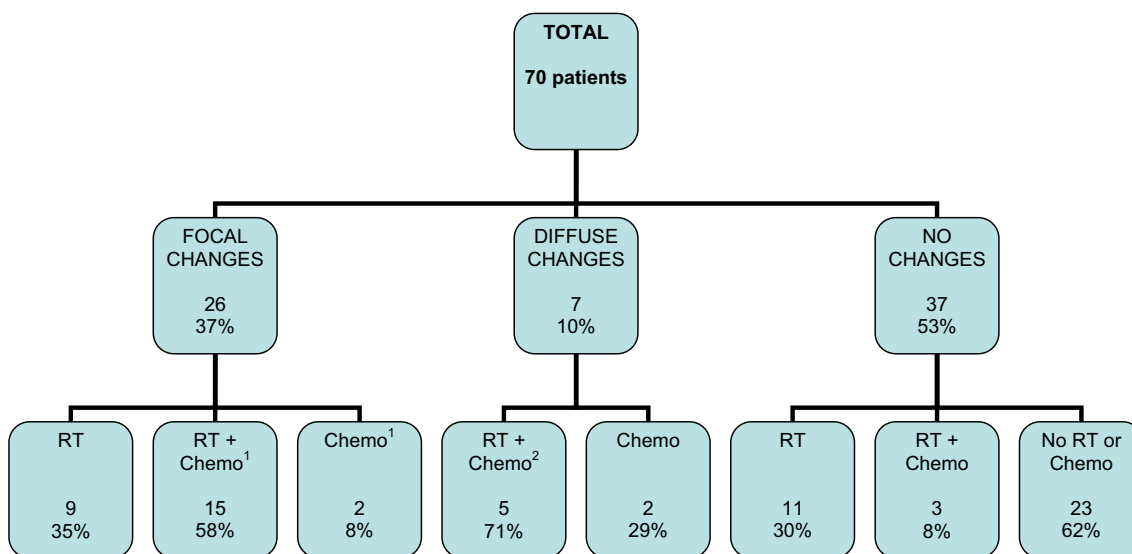 TOTAL
70 patients
FOCAL
CHANGES
26
37%
DIFFUSE
CHANGES
7
10%
NO
CHANGES
37
53%
RT
9
35%
RT +
Chemo¹
15
58%
Chemo¹
2
8%
RT +
Chemo²
5
71%
Chemo
2
29%
RT
11
30%
RT +
Chemo
3
8%
No RT or
Chemo
23
62%